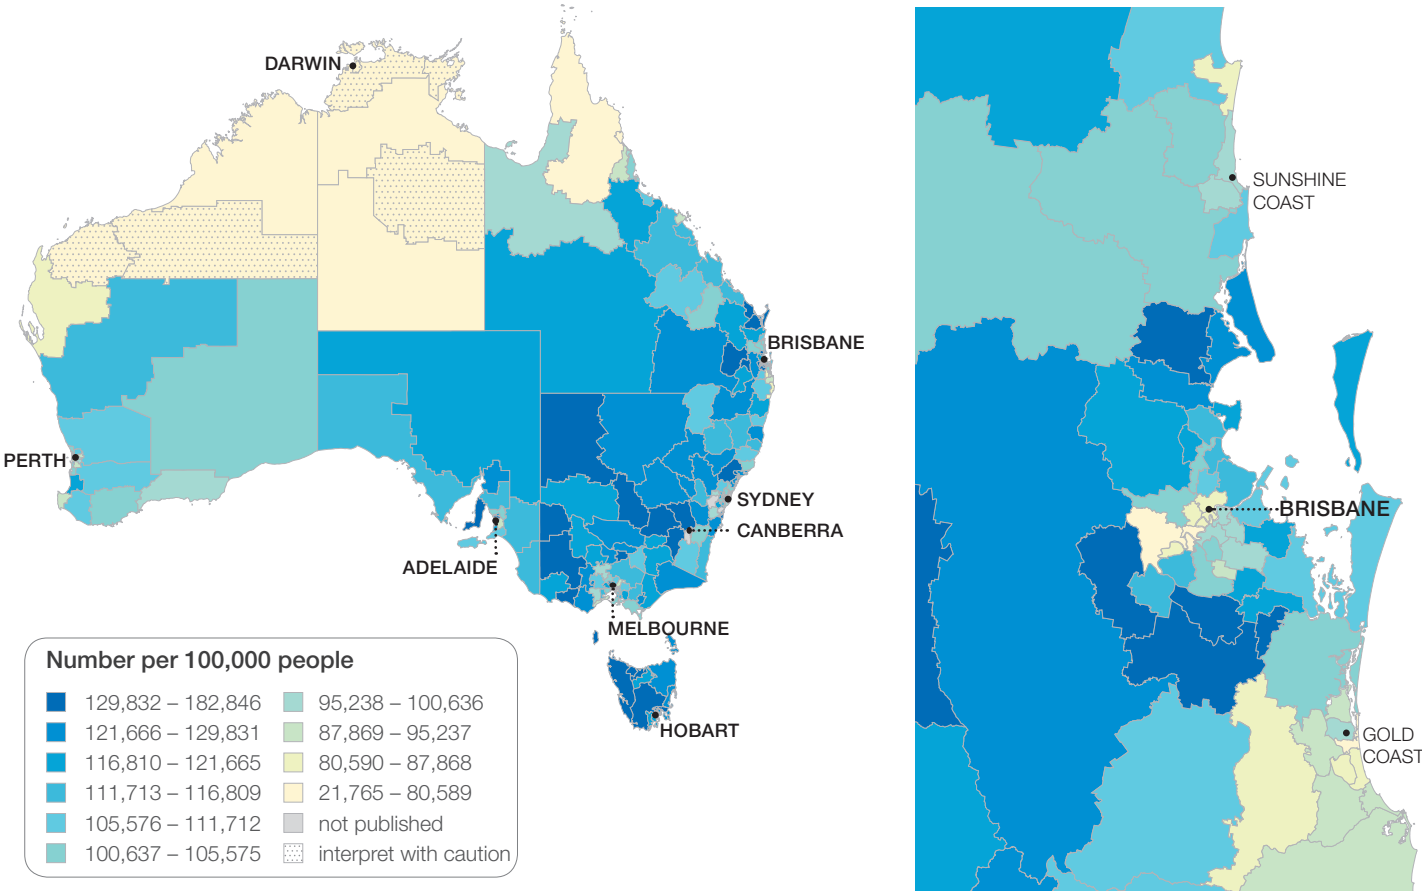 DARWIN
BRISBANE
PERTH
SYDNEY
CANBERRA
ADELAIDE
MELBOURNE
HOBART
Number per 100,000 people
129,832 – 182,846
121,666 – 129,831
116,810 – 121,665
111,713 – 116,809
105,576 – 111,712
100,637 – 105,575
95,238 – 100,636
87,869 – 95,237
80,590 – 87,868
21,765 – 80,589
not published
interpret with caution
SUNSHINE
COAST
BRISBANE
GOLD
COAST